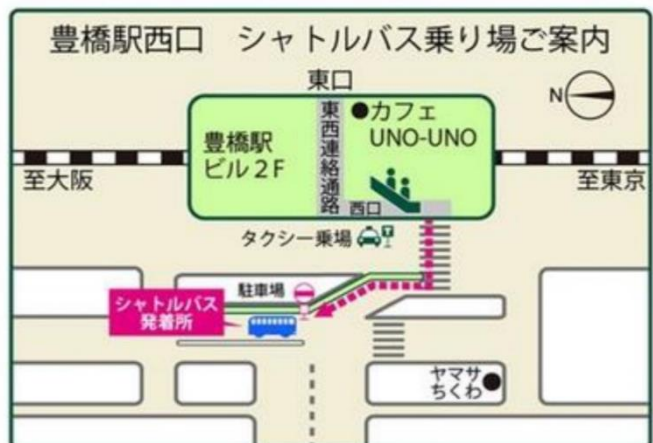 豊橋駅西口 シャトルバス乗り場ご案内
東口
N
豊橋駅
ビル2F
東西連絡通路
●カフェ
UNO-UNO
至大阪
至東京
西口
タクシー乗場
駐車場
シャトルバス
発着所
ヤマサ
ちくわ